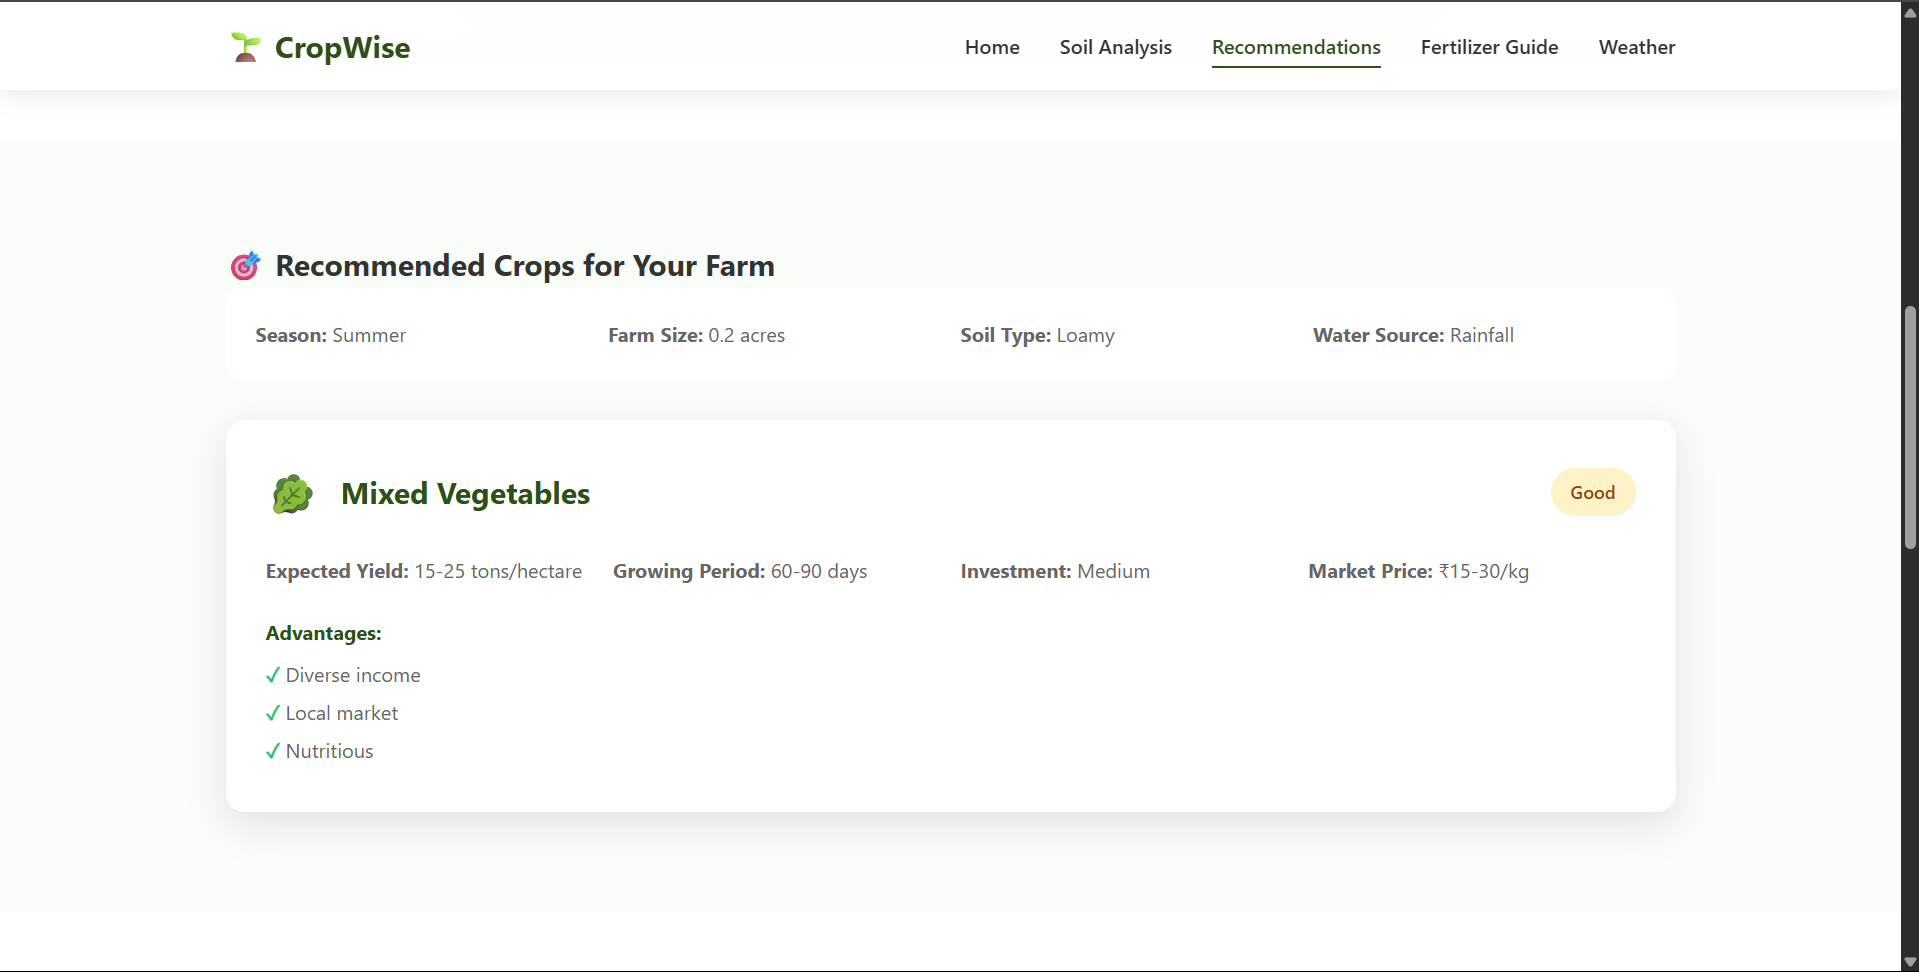 CropWise
Home Soil Analysis Recommendations Fertilizer Guide Weather
Recommended Crops for Your Farm
Season: Summer Farm Size: 0.2 acres Soil Type: Loamy Water Source: Rainfall
Mixed Vegetables
Good
Expected Yield: 15-25 tons/hectare Growing Period: 60-90 days Investment: Medium Market Price: ₹15-30/kg
Advantages:
✓ Diverse income
✓ Local market
✓ Nutritious